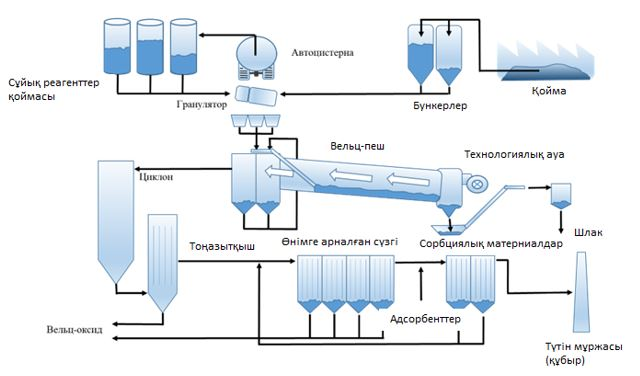 Автоцистерна
Сұйық реагенттер
қоймасы
Гранулятор
Бункерлер
Қойма
Вельц-пеш
Технологиялық ауа
Циклон
Шлак
Тоңазытқыш
Өнімге арналған сүзгі
Сорбциялық материалдар
Адсорбенттер
Вельц-оксид
Түтін мұржасы
(құбыр)